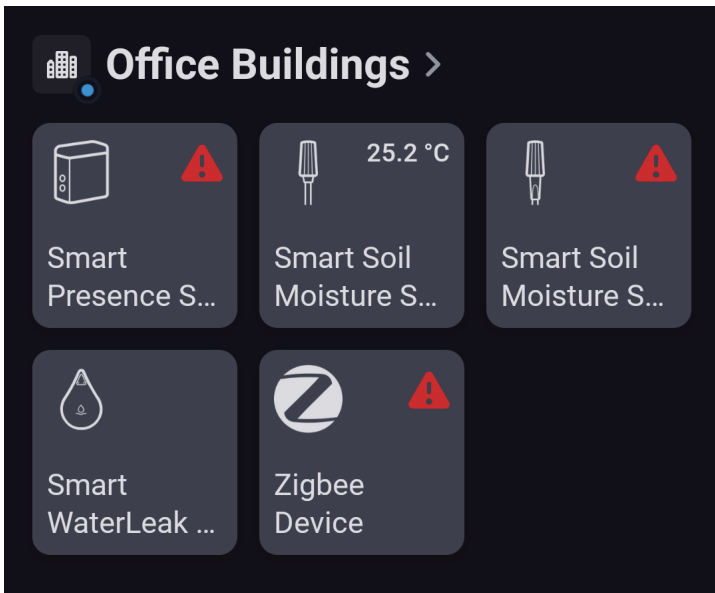 Office Buildings
25.2 °C
Smart
Presence S...
Smart Soil
Moisture S...
Smart Soil
Moisture S...
Smart
WaterLeak ...
Zigbee
Device